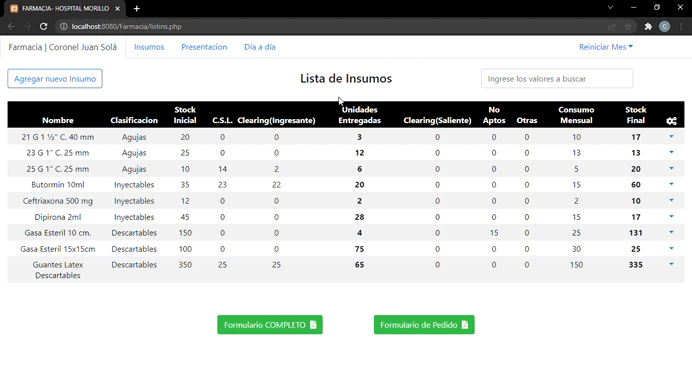 FARMACIA- HOSPITAL MORILLO
localhost:8080/Farmacia/listins.php
Farmacia | Coronel Juan Solá Insumos Presentacion Día a día Reiniciar Mes
Agregar nuevo Insumo Lista de Insumos Ingrese los valores a buscar
Nombre Clasificacion Stock Inicial C.S.L. Clearing(Ingresante) Unidades Entregadas Clearing(Saliente) No Aptos Otras Consumo Mensual Stock Final
21 G 1 ½" C. 40 mm Agujas 20 0 0 3 0 0 0 10 17
23 G 1" C. 25 mm Agujas 25 0 0 12 0 0 0 13 13
25 G 1" C. 25 mm Agujas 10 14 2 6 0 0 0 5 20
Butormin 10ml Inyectables 35 23 22 20 0 0 0 15 60
Ceftriaxona 500 mg Inyectables 12 0 0 2 0 0 0 2 10
Dipirona 2ml Inyectables 45 0 0 28 0 0 0 15 17
Gasa Esteril 10 cm. Descartables 150 0 0 4 0 15 0 25 131
Gasa Esteril 15x15cm Descartables 100 0 0 75 0 0 0 30 25
Guantes Latex Descartables Descartables 350 25 25 65 0 0 0 150 335
Formulario COMPLETO Formulario de Pedido